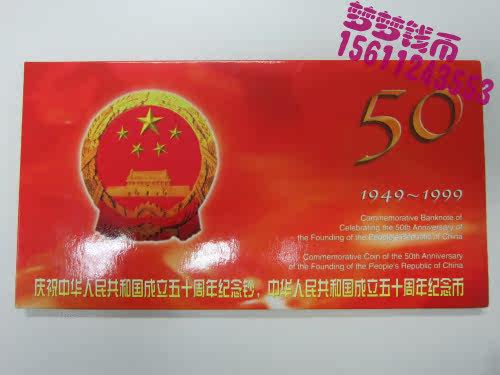 梦梦钱币
15611243553
50
1949~1999
Commemorative Banknote of
Celebrating the 50th Anniversary of
the Founding of the People's Republic of China
Commemorative Coin of the 50th Anniversary
of the Founding of the People's Republic of China
庆祝中华人民共和国成立五十周年纪念钞,中华人民共和国成立五十周年纪念币